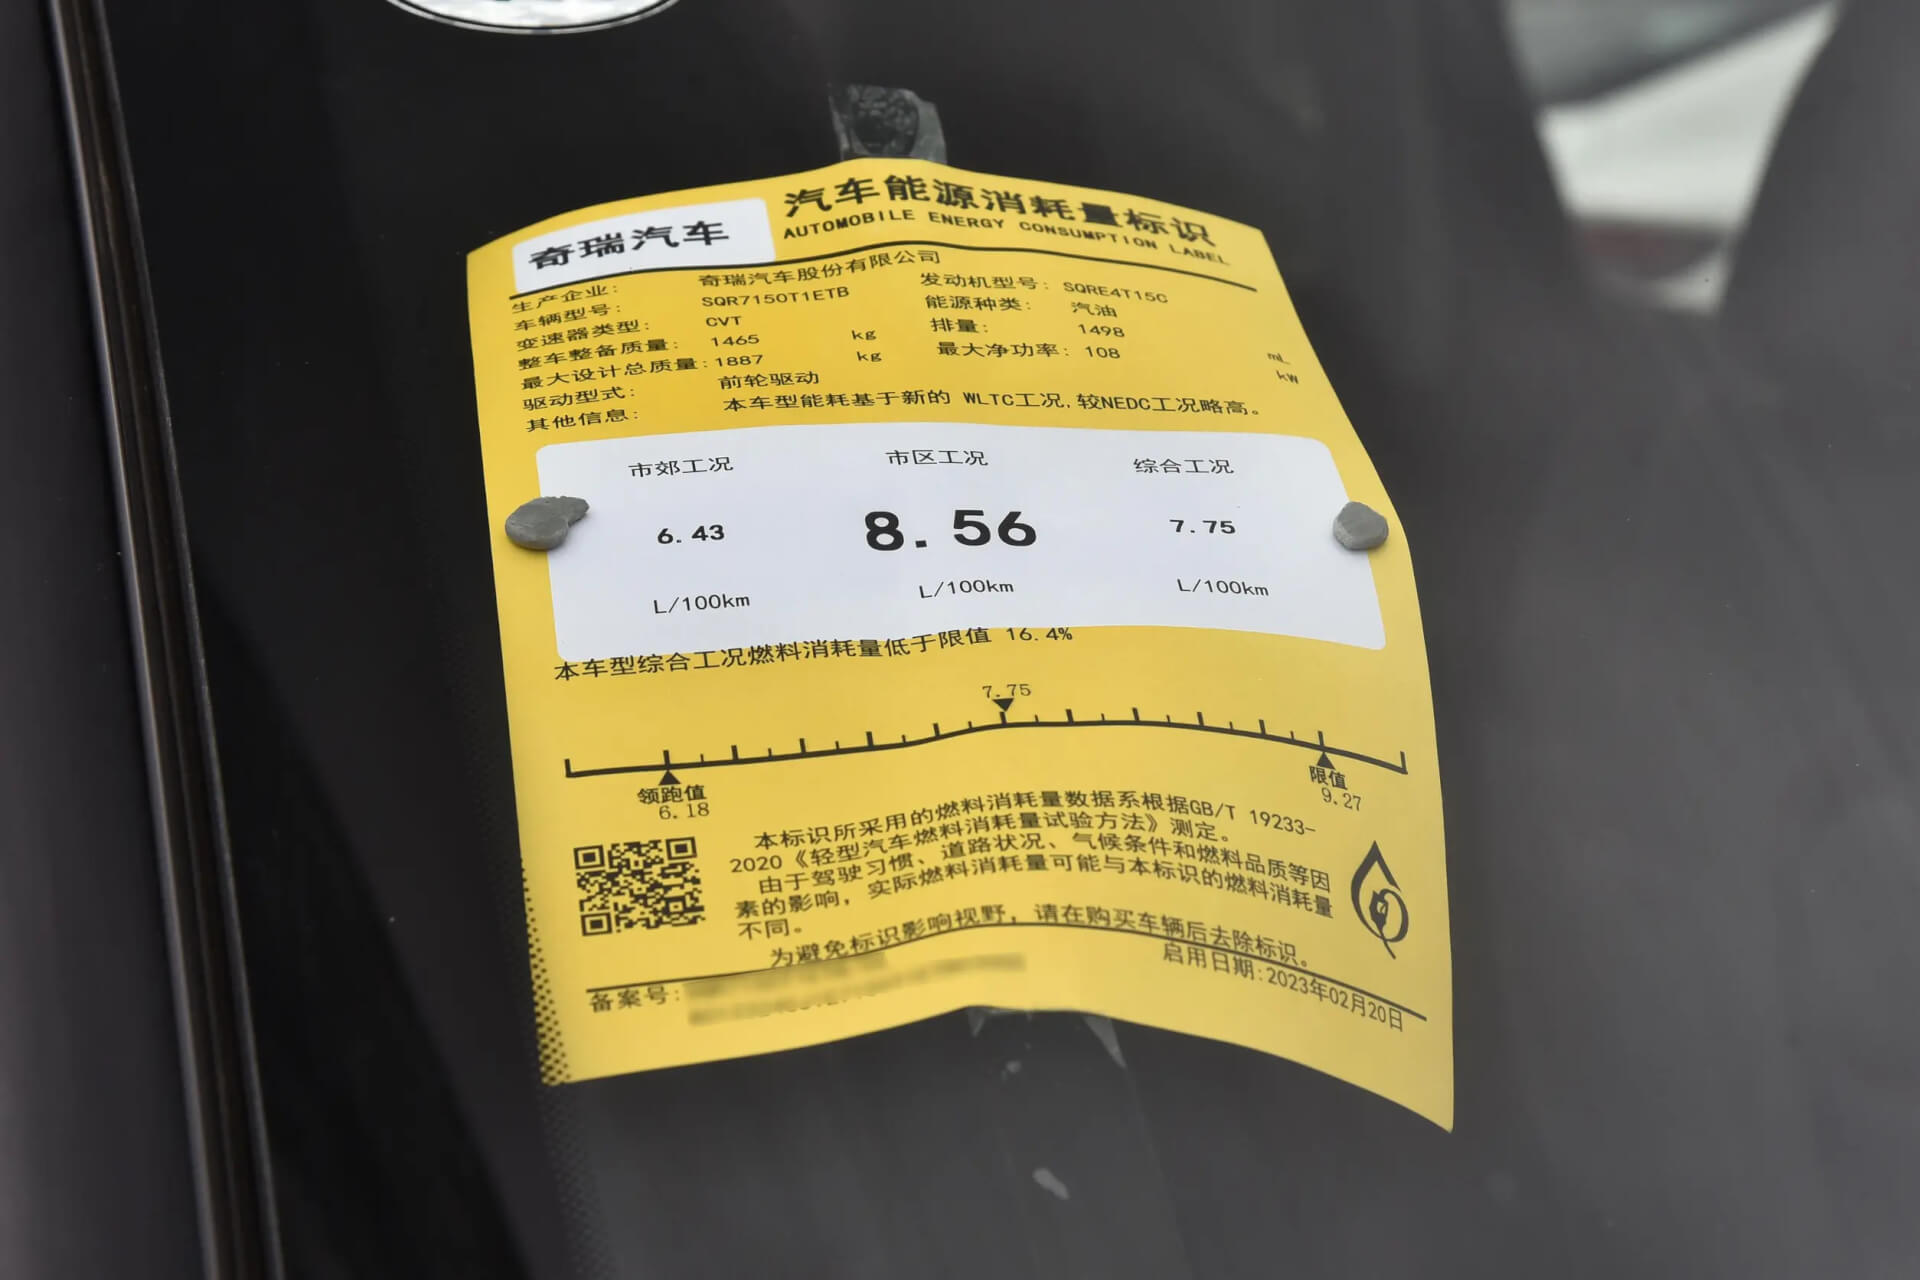 奇瑞汽车
汽车能源消耗量标识
AUTOMOBILE ENERGY CONSUMPTION LABEL
生产企业: 奇瑞汽车股份有限公司
车辆型号: SQR7150T1ETB 发动机型号: SQRE4T15C
变速器类型: CVT 能源种类: 汽油
整车整备质量: 1465 kg 排量: 1498 mL
最大设计总质量: 1887 kg 最大净功率: 108 kW
驱动型式: 前轮驱动
其他信息: 本车型能耗基于新的 WLTC工况,较NEDC工况略高。
市郊工况 市区工况 综合工况
6.43 8.56 7.75
L/100km L/100km L/100km
本车型综合工况燃料消耗量低于限值 16.4%
7.75
领跑值 限值
6.18 9.27
本标识所采用的燃料消耗量数据系根据GB/T 19233-
2020《轻型汽车燃料消耗量试验方法》测定。
由于驾驶习惯、道路状况、气候条件和燃料品质等因
素的影响，实际燃料消耗量可能与本标识的燃料消耗量
不同。
为避免标识影响视野，请在购买车辆后去除标识。
备案号: 启用日期:2023年02月20日